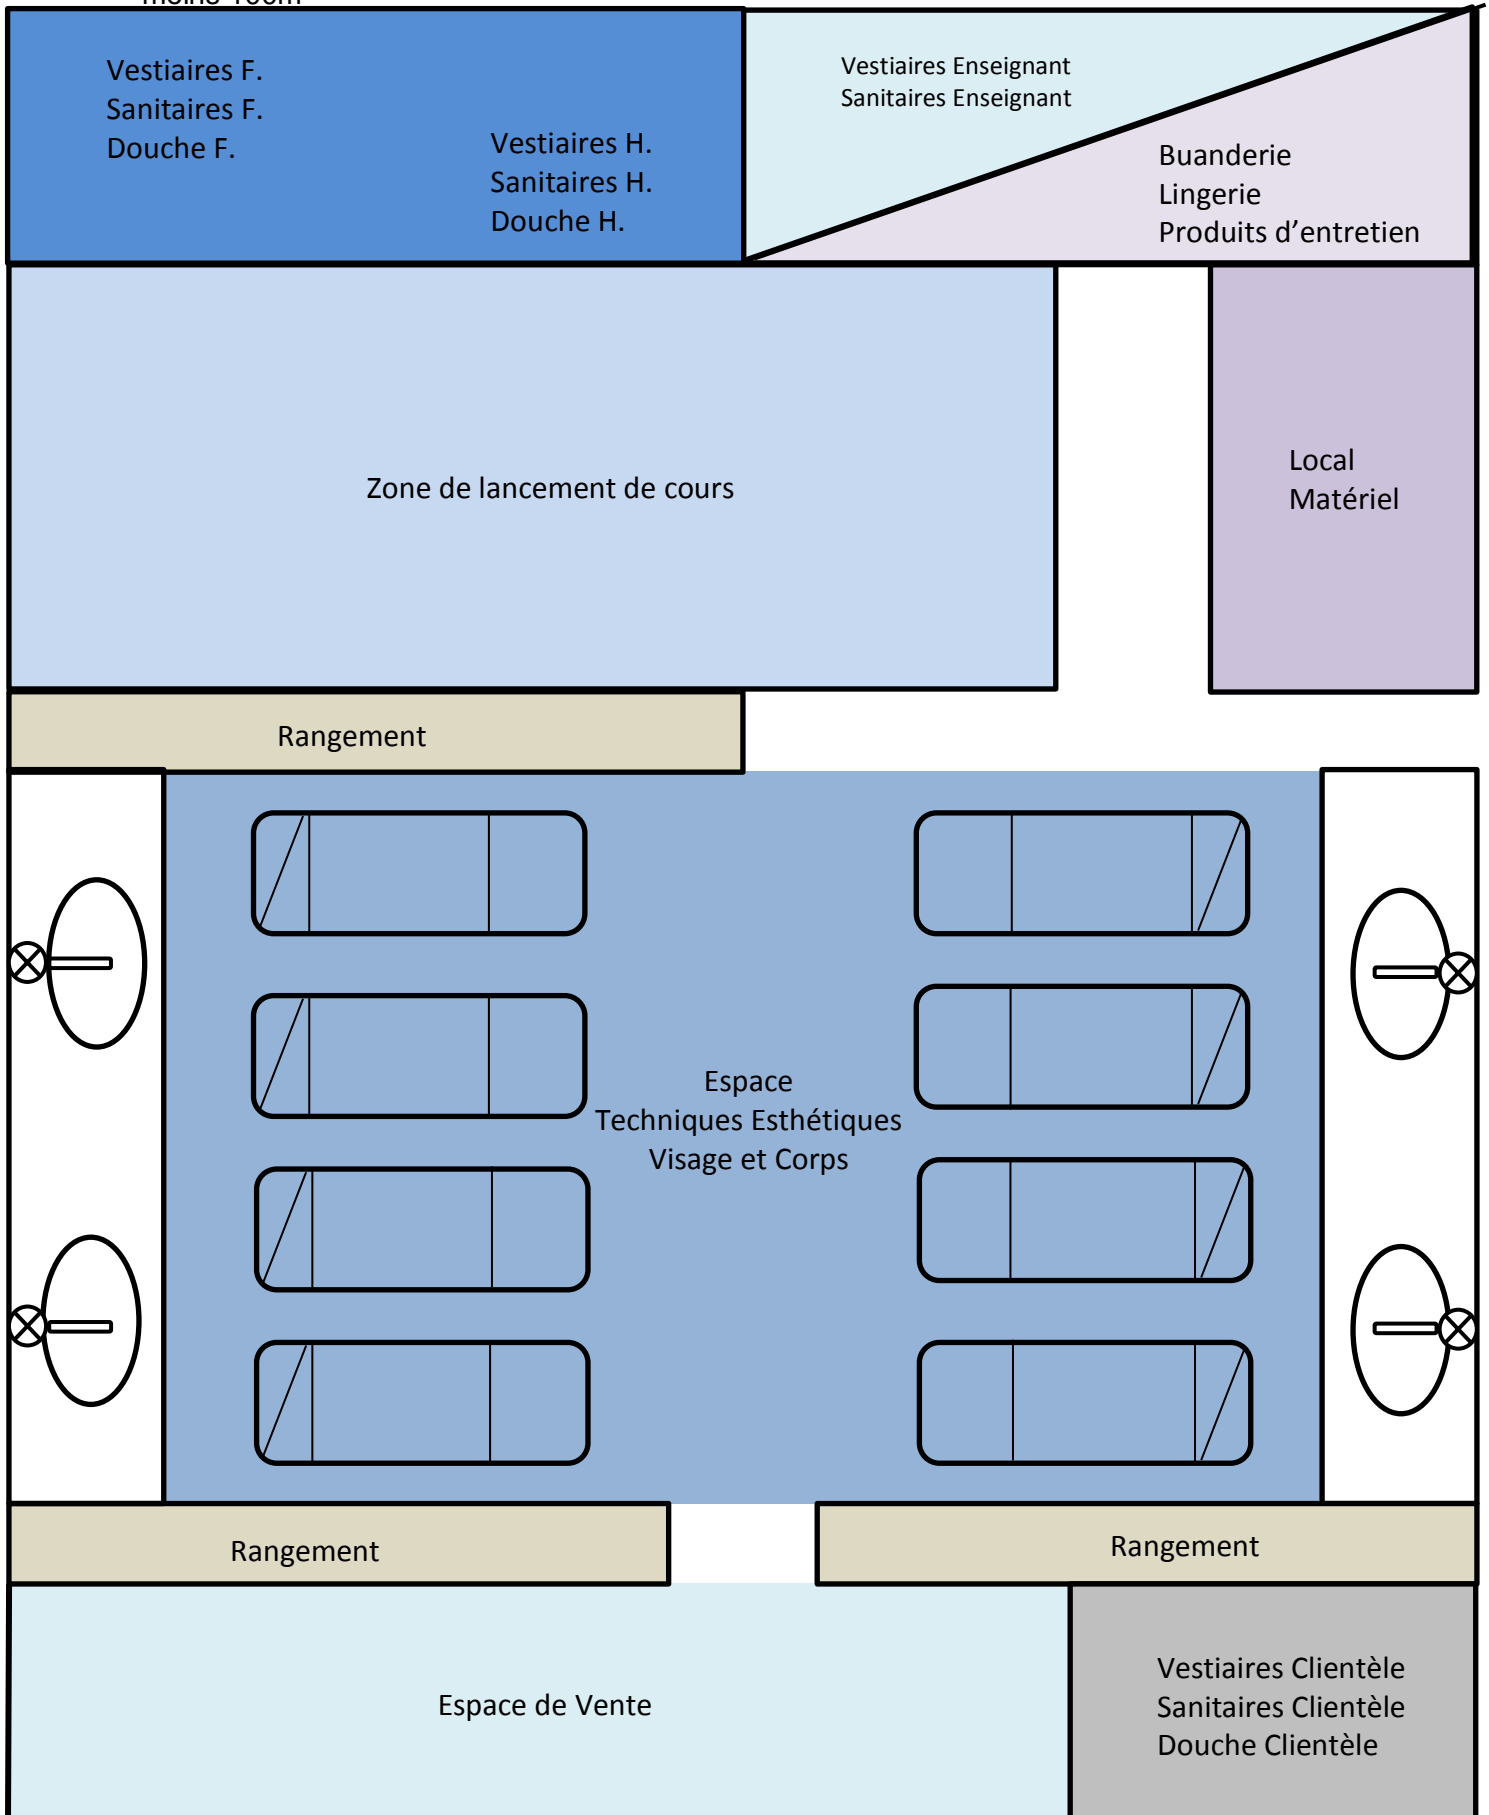 Vestiaires F.
Sanitaires F.
Douche F.
Vestiaires H.
Sanitaires H.
Douche H.
Vestiaires Enseignant
Sanitaires Enseignant
Buanderie
Lingerie
Produits d’entretien
Zone de lancement de cours
Local
Matériel
Rangement
Espace
Techniques Esthétiques
Visage et Corps
Rangement
Rangement
Espace de Vente
Vestiaires Clientèle
Sanitaires Clientèle
Douche Clientèle